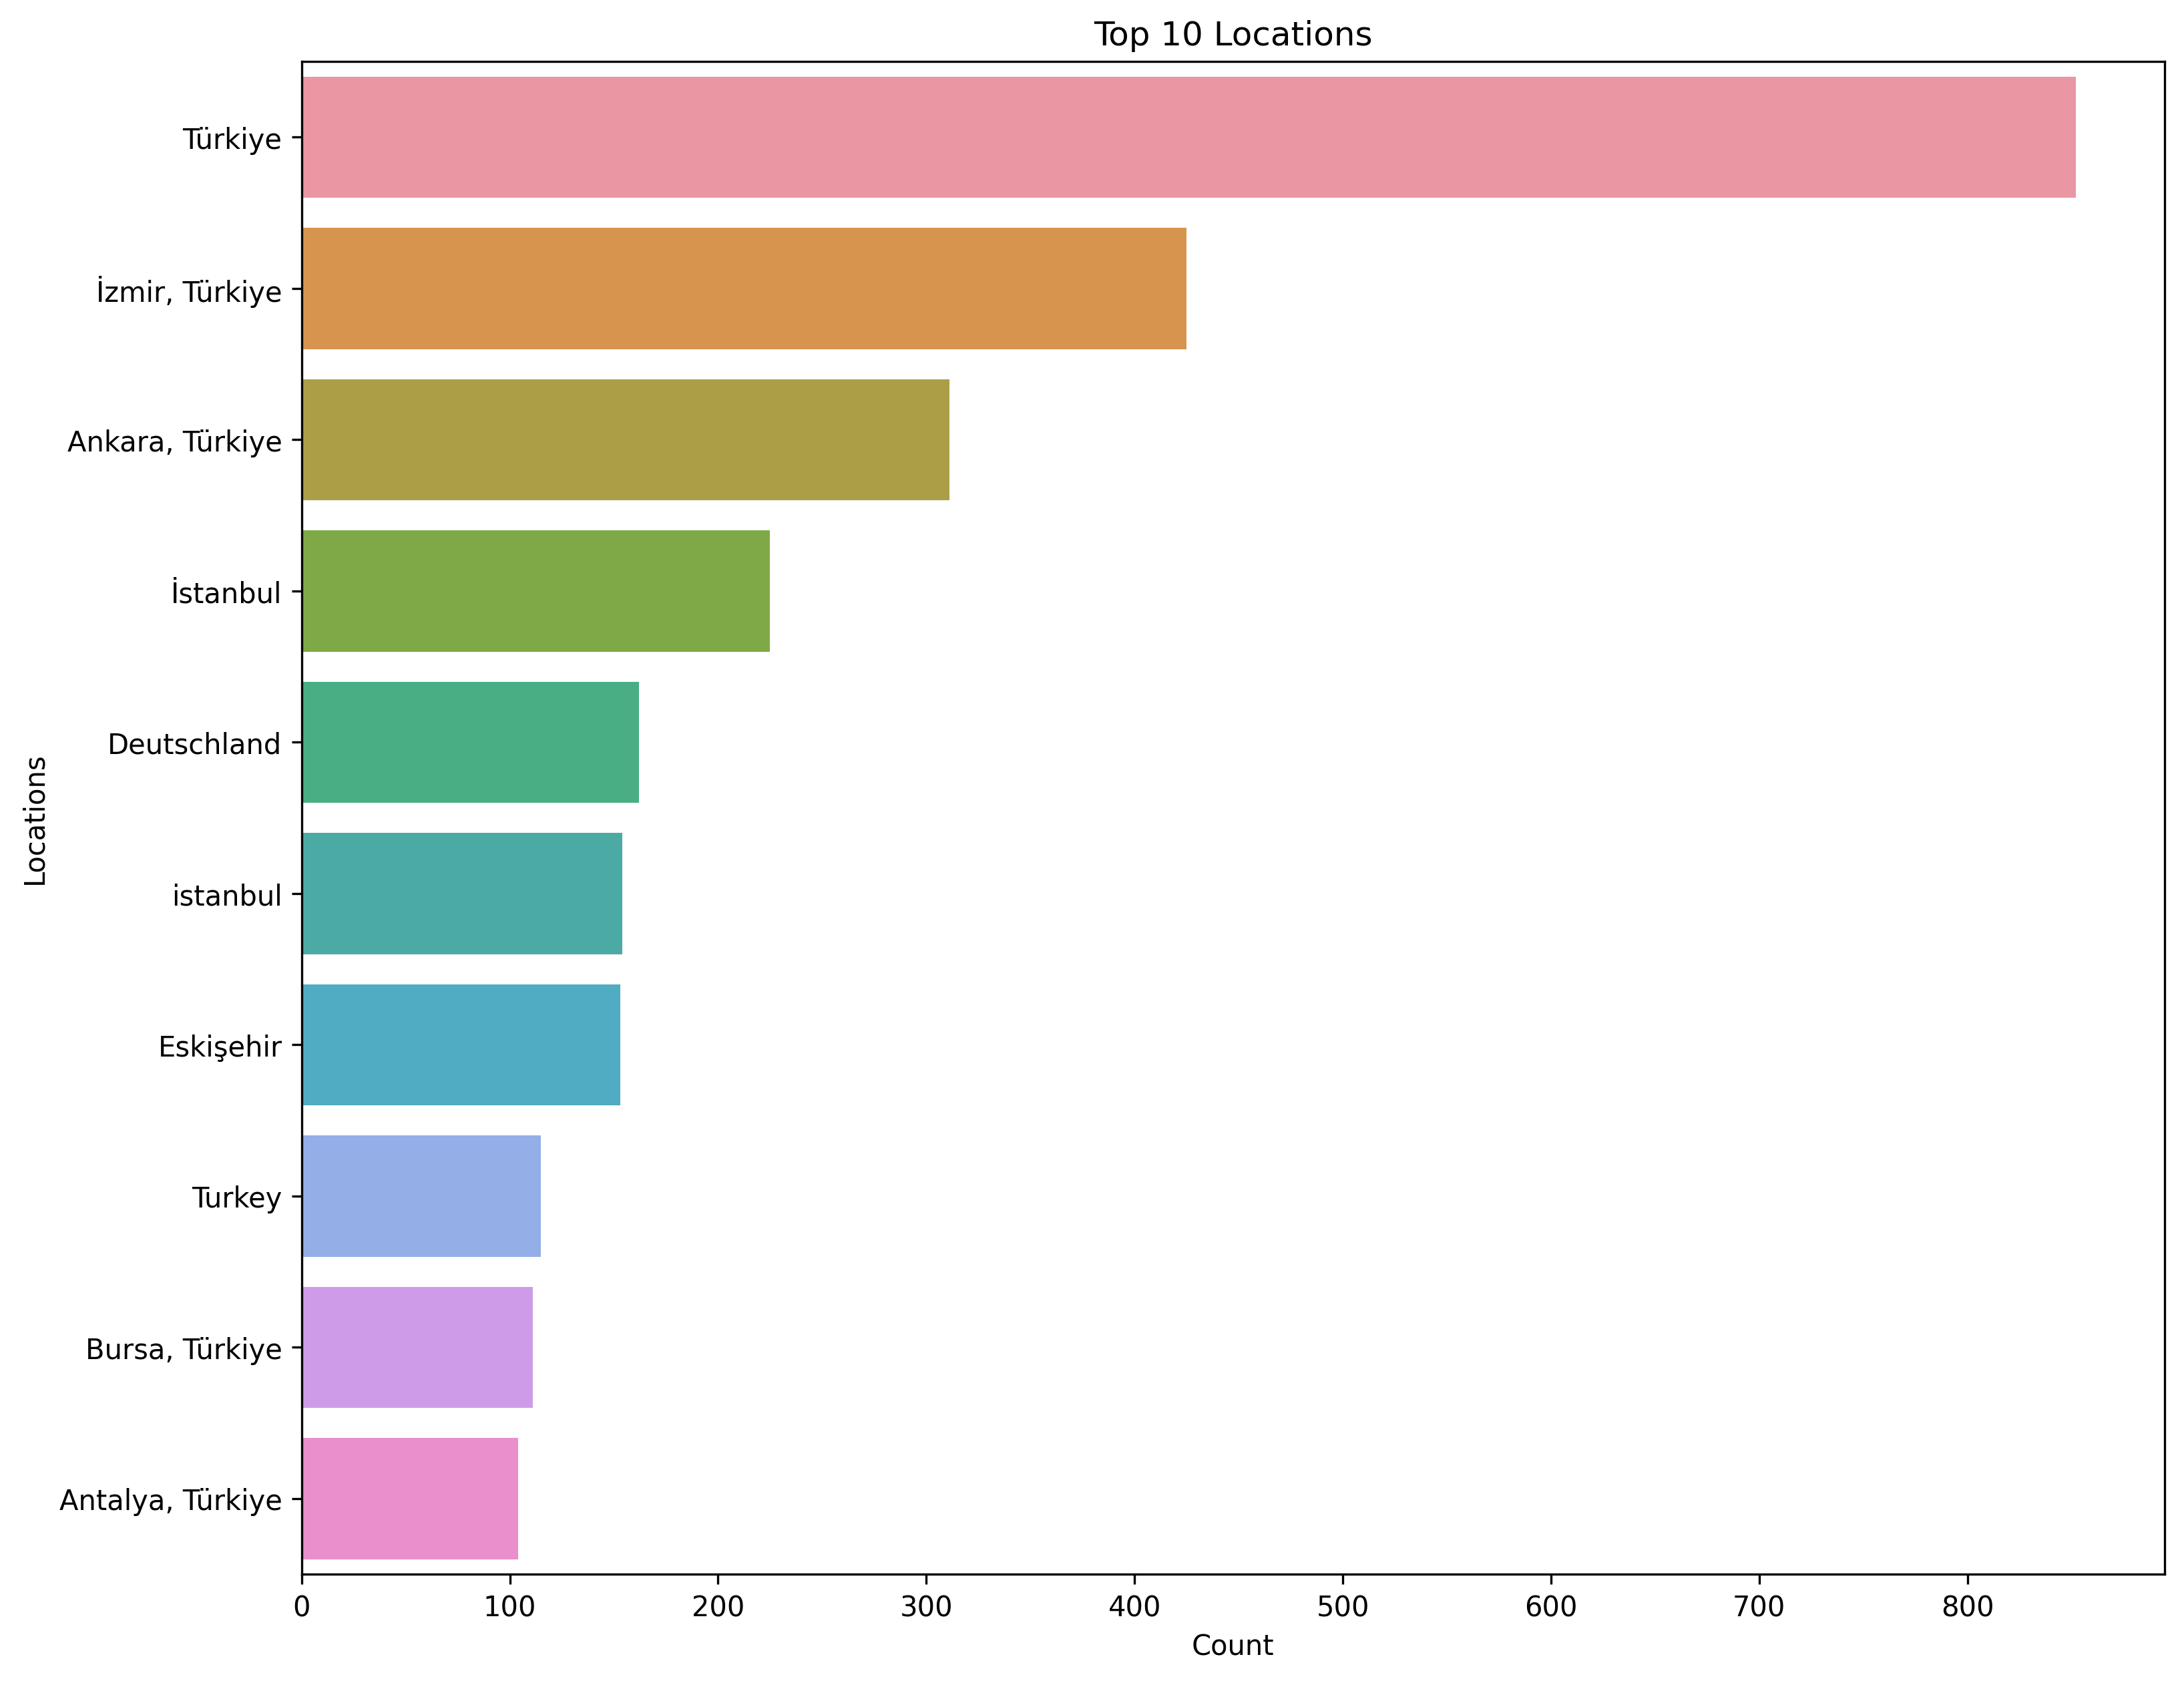 Top 10 Locations
Türkiye
İzmir, Türkiye
Ankara, Türkiye
İstanbul
Deutschland
istanbul
Eskişehir
Turkey
Bursa, Türkiye
Antalya, Türkiye
Locations
0 100 200 300 400 500 600 700 800
Count